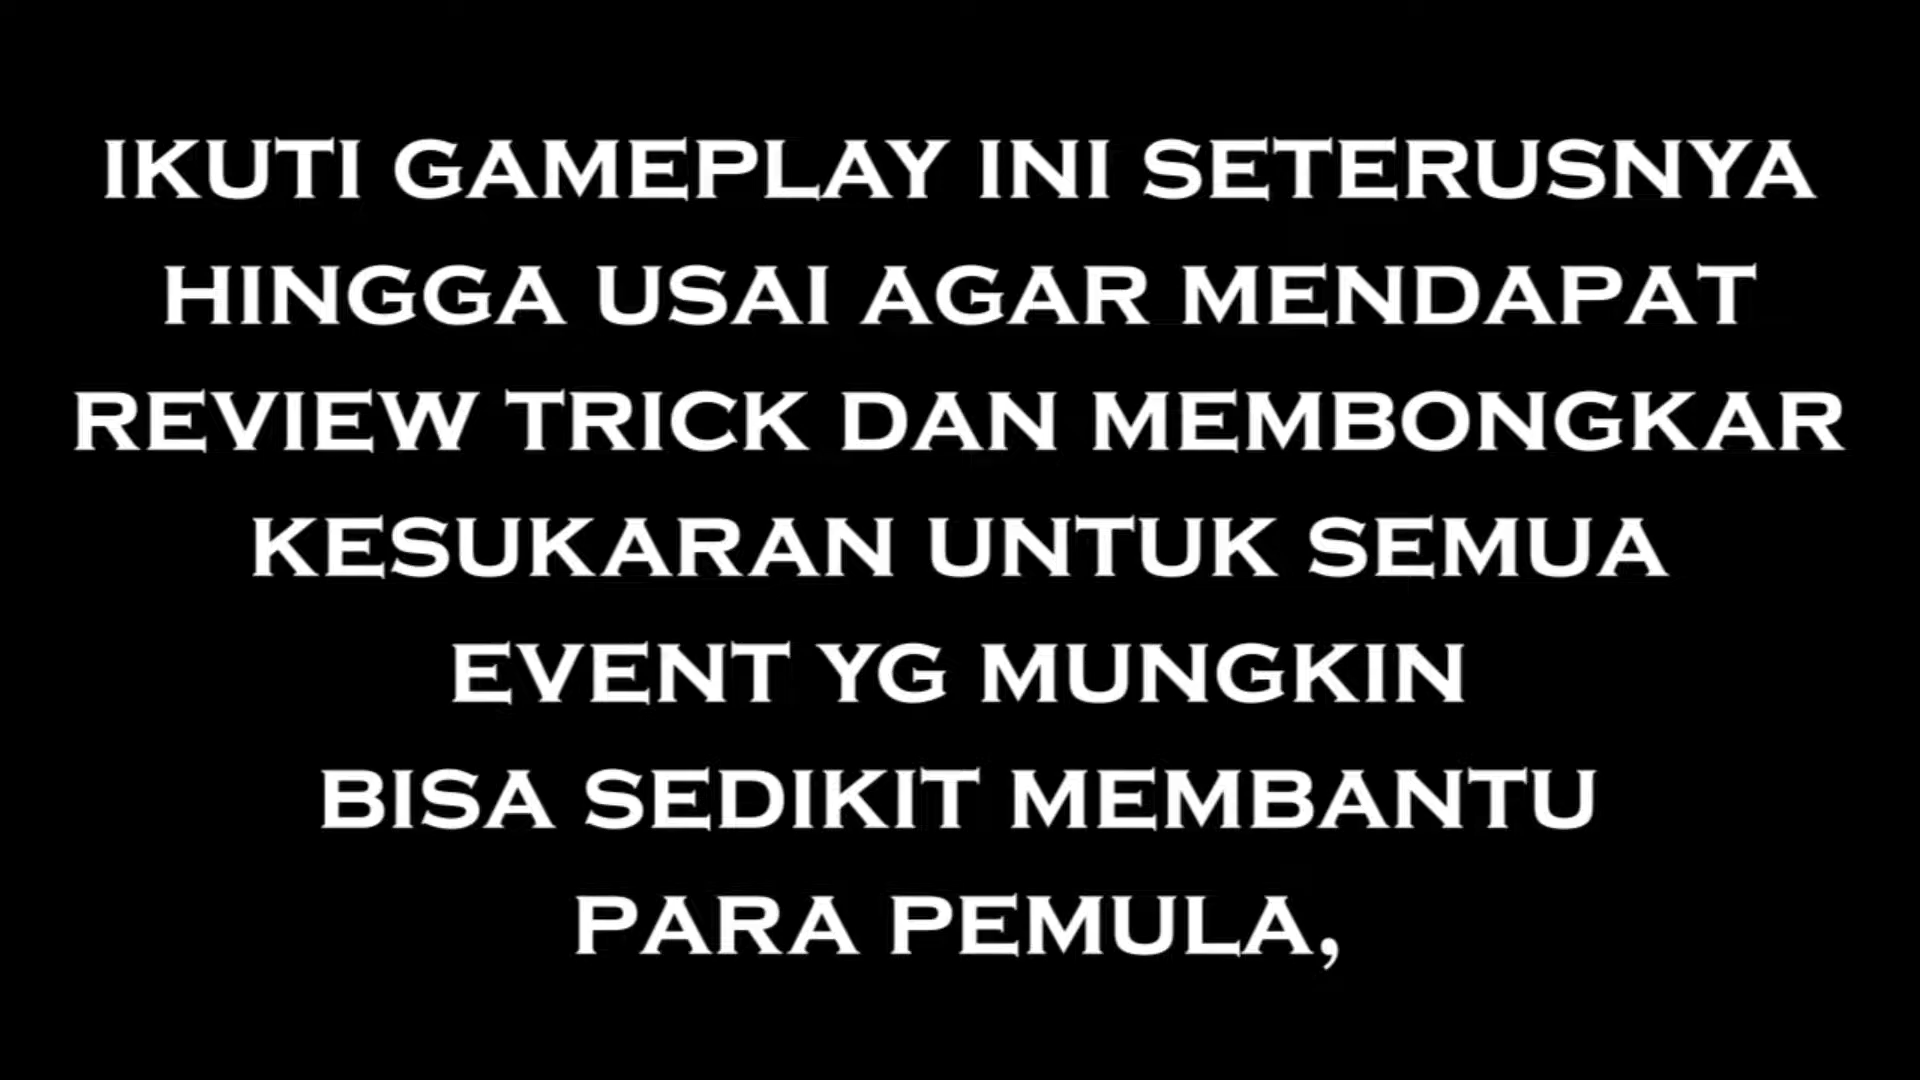 IKUTI GAMEPLAY INI SETERUSNYA
HINGGA USAI AGAR MENDAPAT
REVIEW TRICK DAN MEMBONGKAR
KESUKARAN UNTUK SEMUA
EVENT YG MUNGKIN
BISA SEDIKIT MEMBANTU
PARA PEMULA,